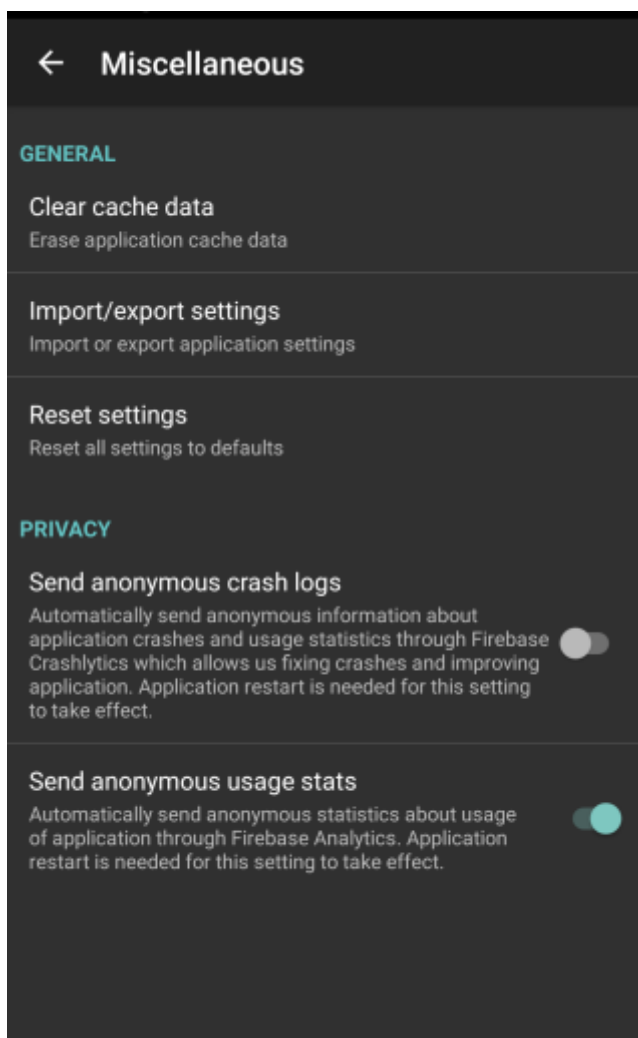 Miscellaneous
GENERAL
Clear cache data
Erase application cache data
Import/export settings
Import or export application settings
Reset settings
Reset all settings to defaults
PRIVACY
Send anonymous crash logs
Automatically send anonymous information about
application crashes and usage statistics through Firebase
Crashlytics which allows us fixing crashes and improving
application. Application restart is needed for this setting
to take effect.
Send anonymous usage stats
Automatically send anonymous statistics about usage
of application through Firebase Analytics. Application
restart is needed for this setting to take effect.